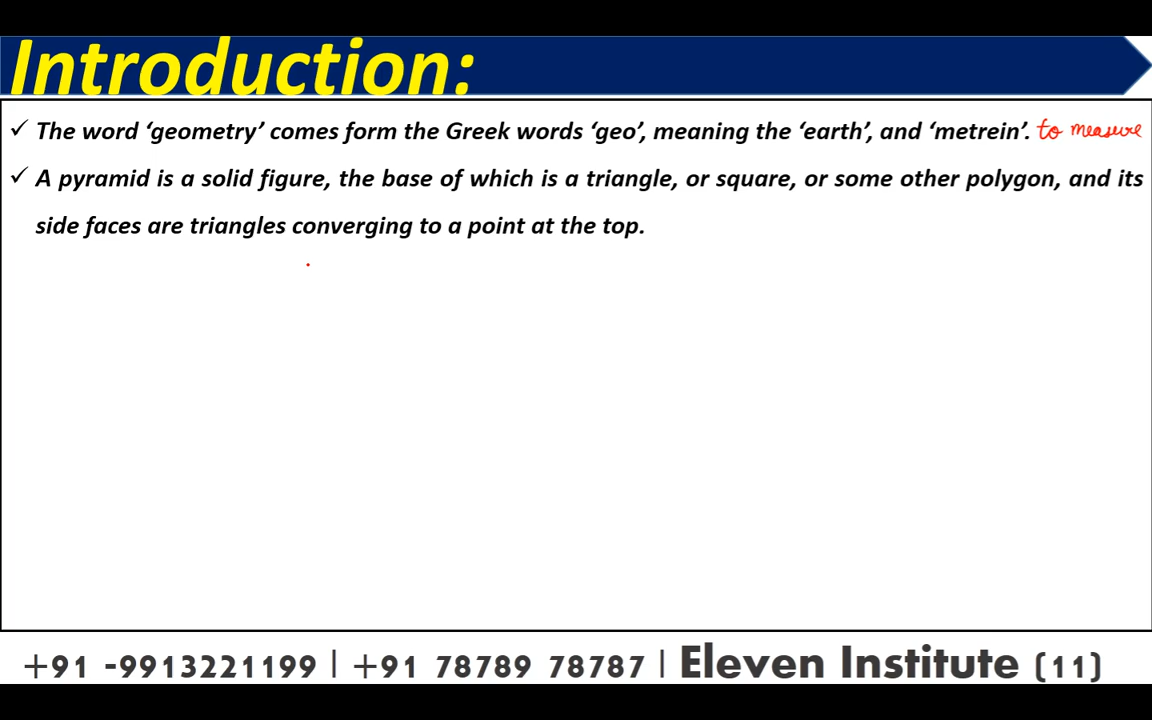 Introduction:
✓ The word ‘geometry’ comes form the Greek words ‘geo’, meaning the ‘earth’, and ‘metrein’. to measure
✓ A pyramid is a solid figure, the base of which is a triangle, or square, or some other polygon, and its
side faces are triangles converging to a point at the top.
+91 -9913221199 | +91 78789 78787 | Eleven Institute (11)